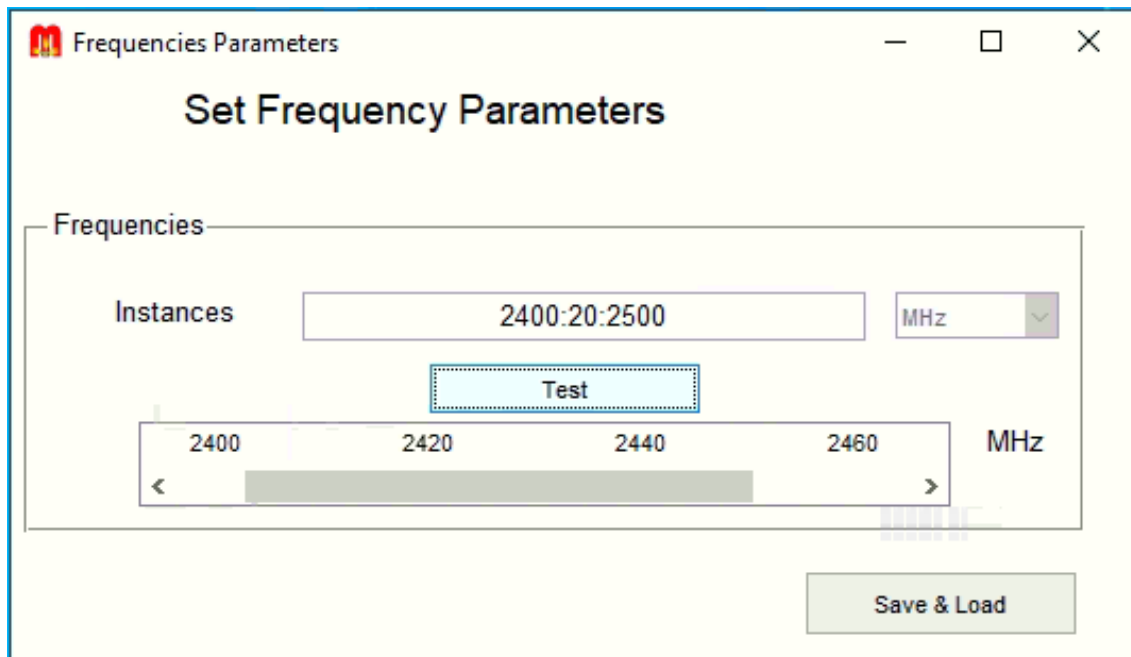 Frequencies Parameters
Set Frequency Parameters
Frequencies
Instances 2400:20:2500 MHz
Test
2400 2420 2440 2460 MHz
Save & Load